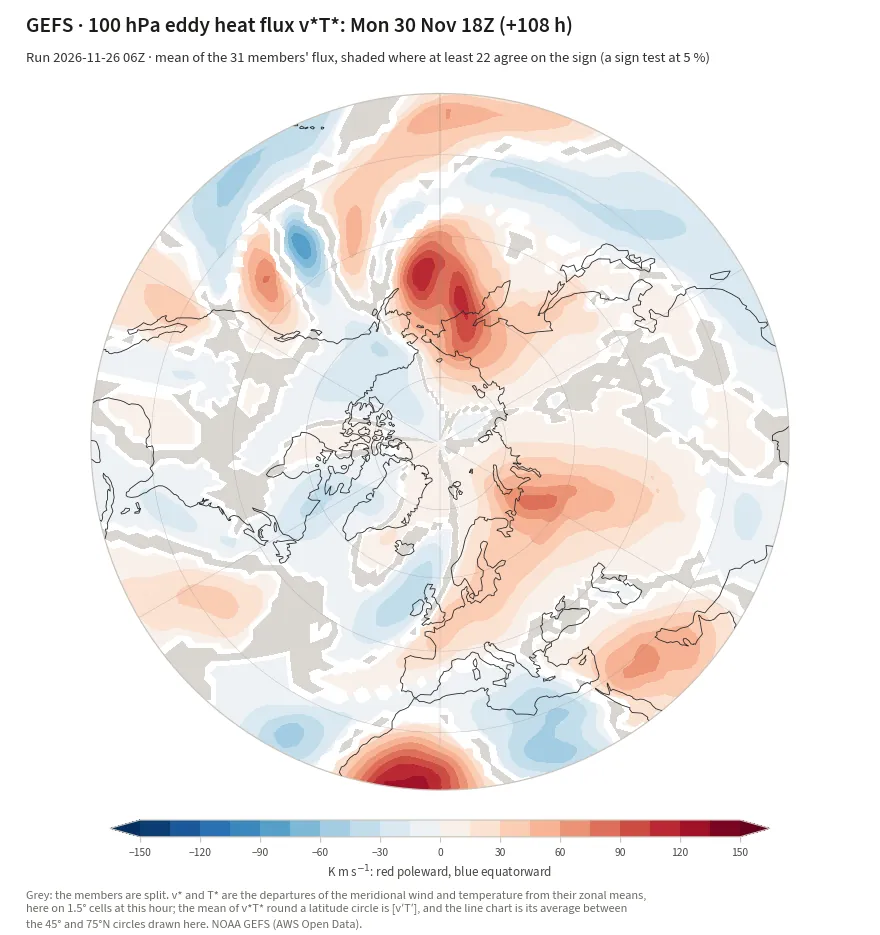 GEFS · 100 hPa eddy heat flux v*T*: Mon 30 Nov 18Z (+108 h)
Run 2026-11-26 06Z · mean of the 31 members' flux, shaded where at least 22 agree on the sign (a sign test at 5 %)
−150 −120 −90 −60 −30 0 30 60 90 120 150
K m s⁻¹: red poleward, blue equatorward
Grey: the members are split. v* and T* are the departures of the meridional wind and temperature from their zonal means,
here on 1.5° cells at this hour; the mean of v*T* round a latitude circle is [v'T'], and the line chart is its average between
the 45° and 75°N circles drawn here. NOAA GEFS (AWS Open Data).